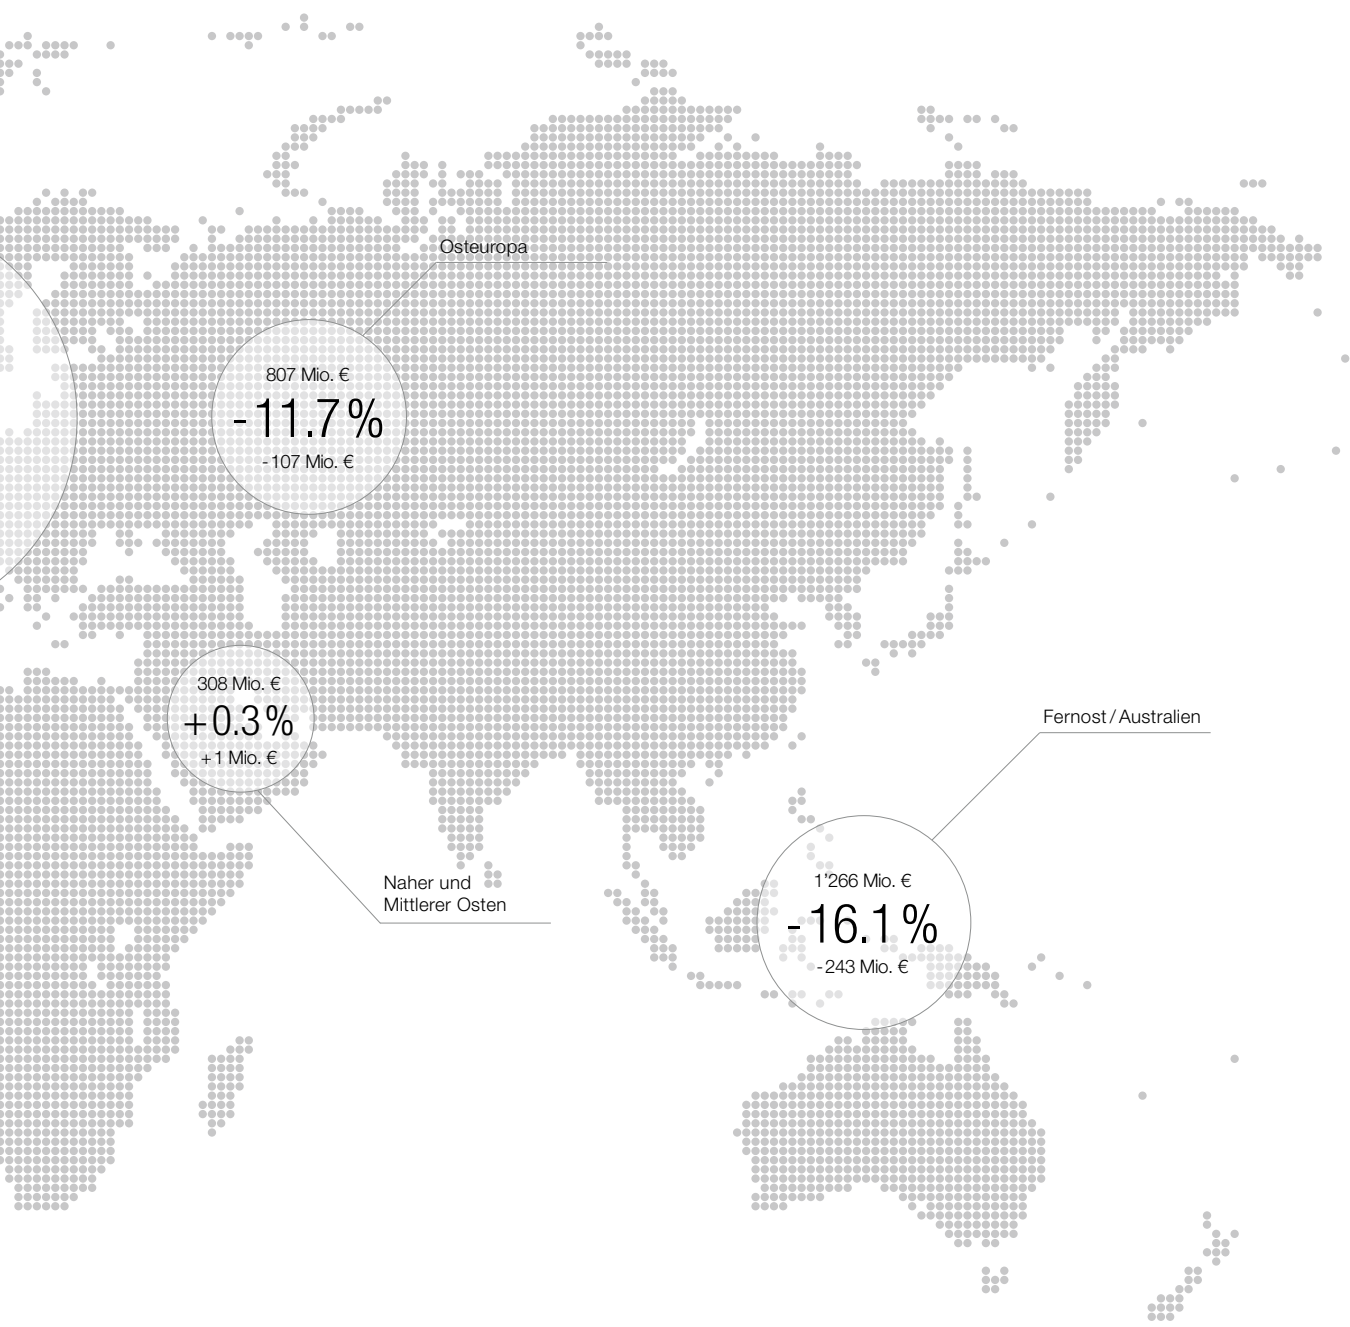 Osteuropa
807 Mio. €
-11.7 %
-107 Mio. €
308 Mio. €
+0.3 %
+1 Mio. €
Naher und
Mittlerer Osten
Fernost / Australien
1’266 Mio. €
-16.1 %
-243 Mio. €